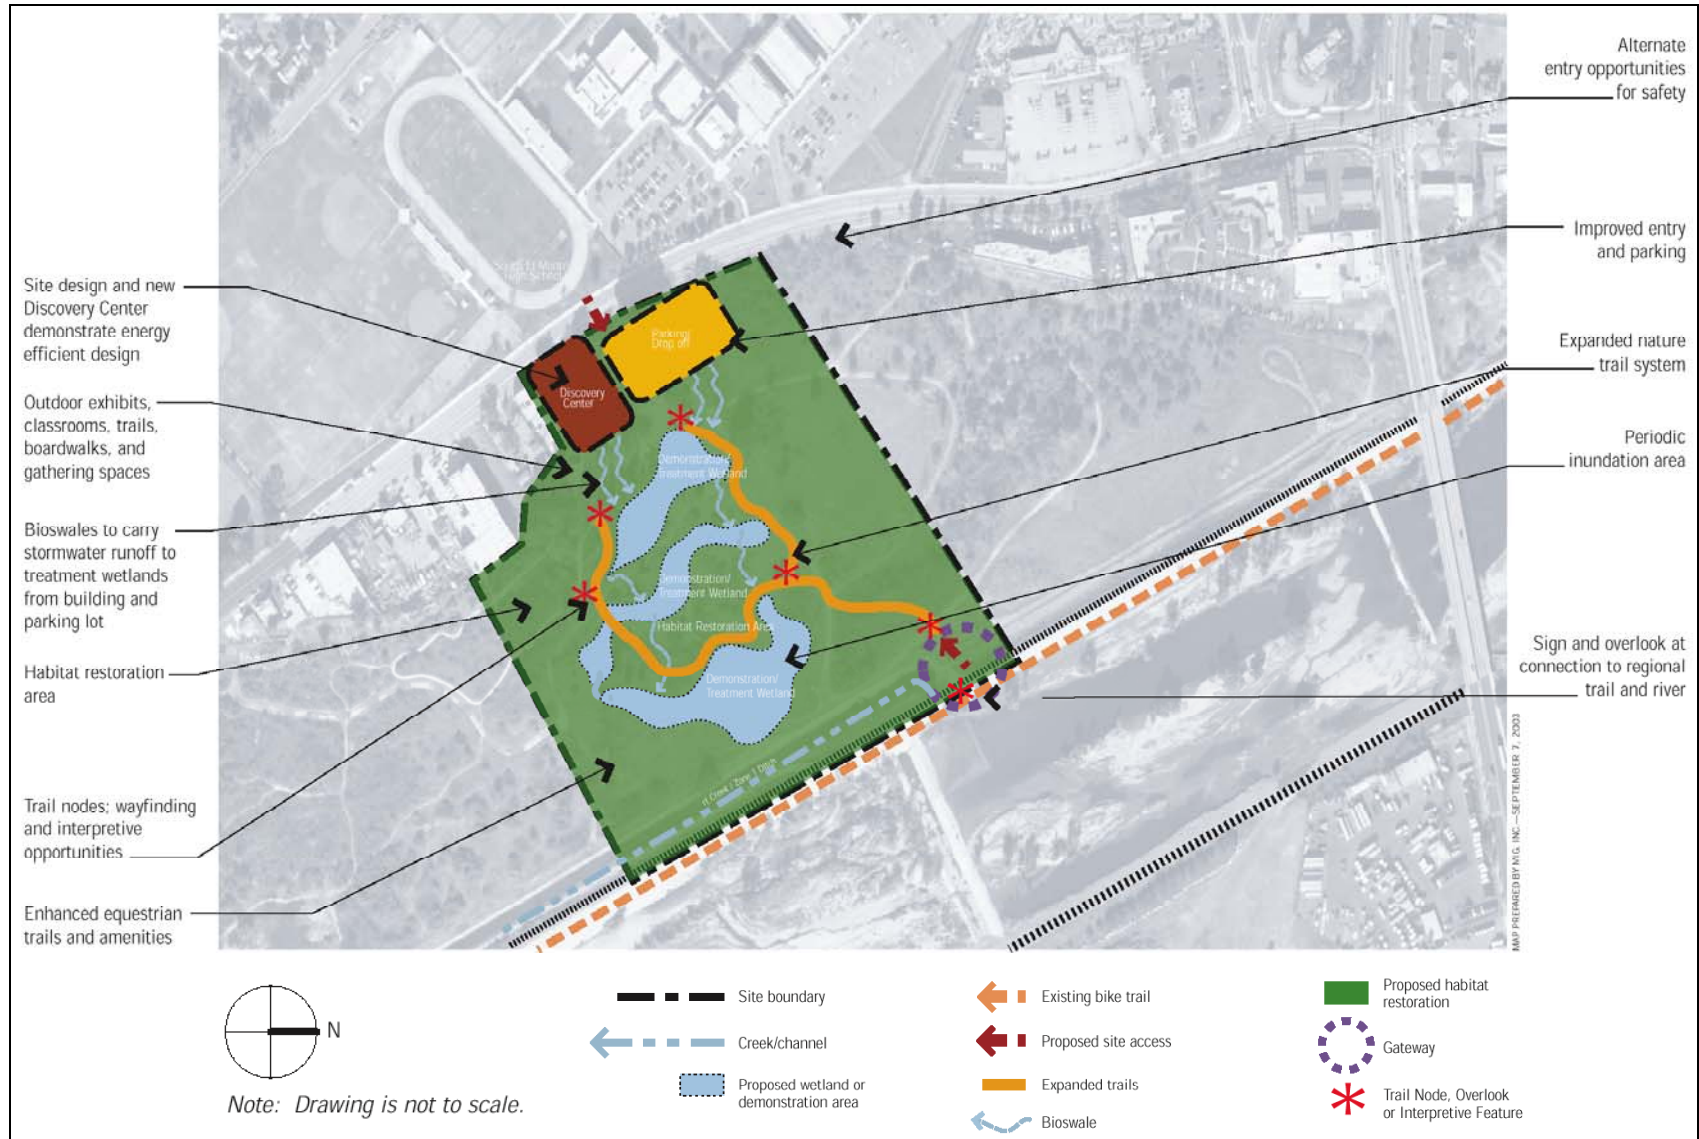 Alternate
entry opportunities
for safety
Improved entry
and parking
Expanded nature
trail system
Periodic
inundation area
Sign and overlook at
connection to regional
trail and river
Site design and new
Discovery Center
demonstrate energy
efficient design
Outdoor exhibits,
classrooms, trails,
boardwalks, and
gathering spaces
Bioswales to carry
stormwater runoff to
treatment wetlands
from building and
parking lot
Habitat restoration
area
Trail nodes; wayfinding
and interpretive
opportunities
Enhanced equestrian
trails and amenities
Parking/
Drop off
Discovery
Center
Demonstration/
Treatment Wetland
Demonstration/
Treatment Wetland
Habitat Restoration Area
Demonstration/
Treatment Wetland
Creek / Zone 1 Ditch
MAP PREPARED BY MIG, INC.—SEPTEMBER 7, 2003
N
Note: Drawing is not to scale.
Site boundary
Creek/channel
Proposed wetland or
demonstration area
Existing bike trail
Proposed site access
Expanded trails
Bioswale
Proposed habitat
restoration
Gateway
Trail Node, Overlook
or Interpretive Feature